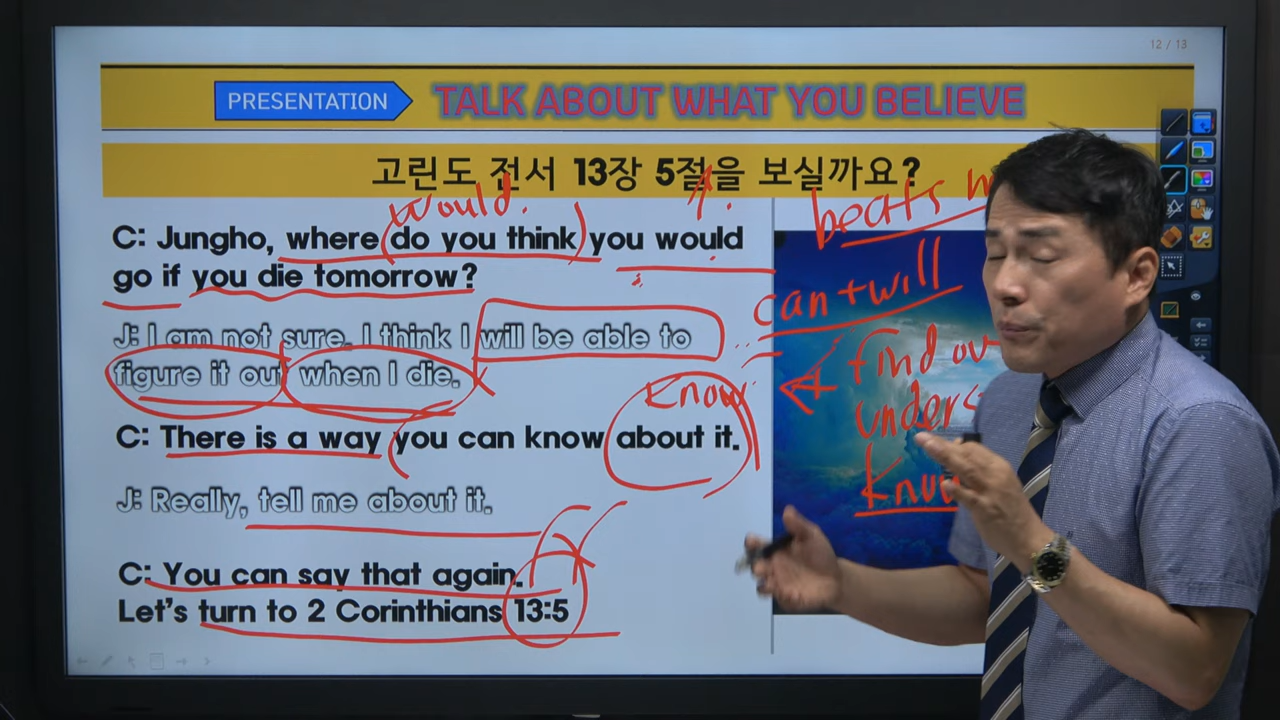 12 / 13
PRESENTATION
TALK ABOUT WHAT YOU BELIEVE
고린도 전서 13장 5절을 보실까요?
would.
beats
C: Jungho, where do you think you would
go if you die tomorrow?
can + will
J: I am not sure. I think I will be able to
figure it out when I die.
Find
know
C: There is a way you can know about it.
J: Really, tell me about it.
C: You can say that again.
Let's turn to 2 Corinthians 13:5